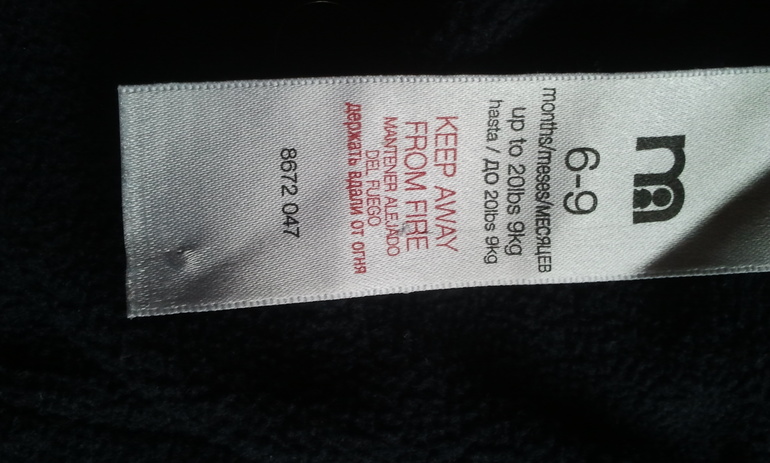 6-9
months/meses/МЕСЯЦЕВ
up to 20lbs 9kg
hasta / ДО 20lbs 9kg
KEEP AWAY
FROM FIRE
MANTENER ALEJADO
DEL FUEGO
держать вдали от огня
8672 047